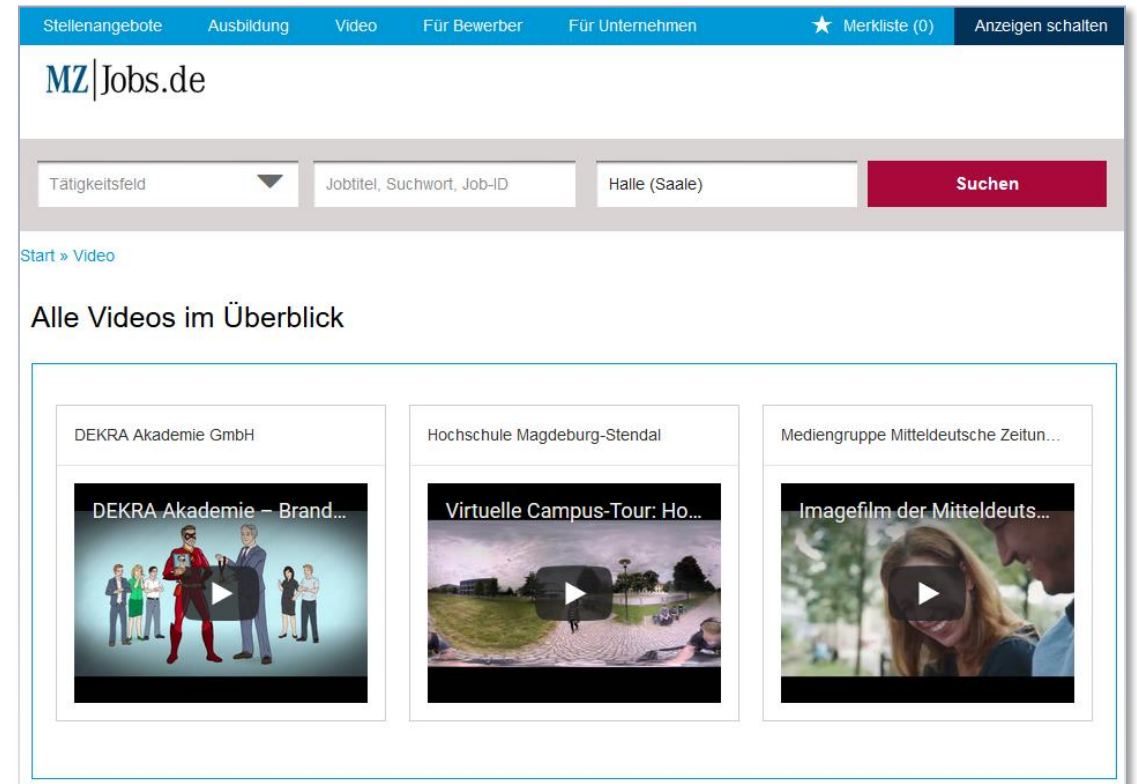 Stellenangebote Ausbildung Video Für Bewerber Für Unternehmen Merkliste (0) Anzeigen schalten
MZ|Jobs.de
Tätigkeitsfeld Jobtitel, Suchwort, Job-ID Halle (Saale) Suchen
Start » Video
Alle Videos im Überblick
DEKRA Akademie GmbH Hochschule Magdeburg-Stendal Mediengruppe Mitteldeutsche Zeitun...
DEKRA Akademie – Brand... Virtuelle Campus-Tour: Ho... Imagefilm der Mitteldeuts...